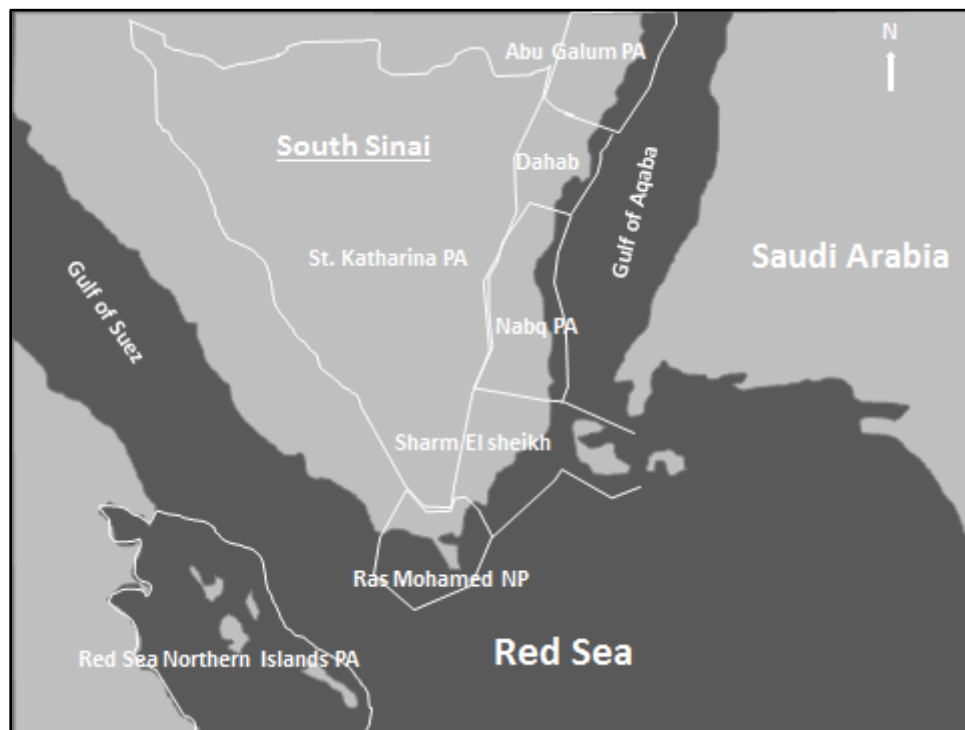 Abu Galum PA
N
South Sinai
Dahab
Gulf of Aqaba
St. Katharina PA
Saudi Arabia
Gulf of Suez
Nabq PA
Sharm El sheikh
Ras Mohamed NP
Red Sea Northern Islands PA
Red Sea